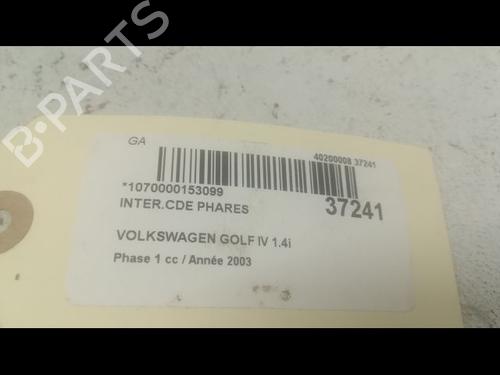 B-PARTS
GA
40200008 37241
*1070000153099
INTER.CDE PHARES
37241
VOLKSWAGEN GOLF IV 1.4i
Phase 1 cc / Année 2003